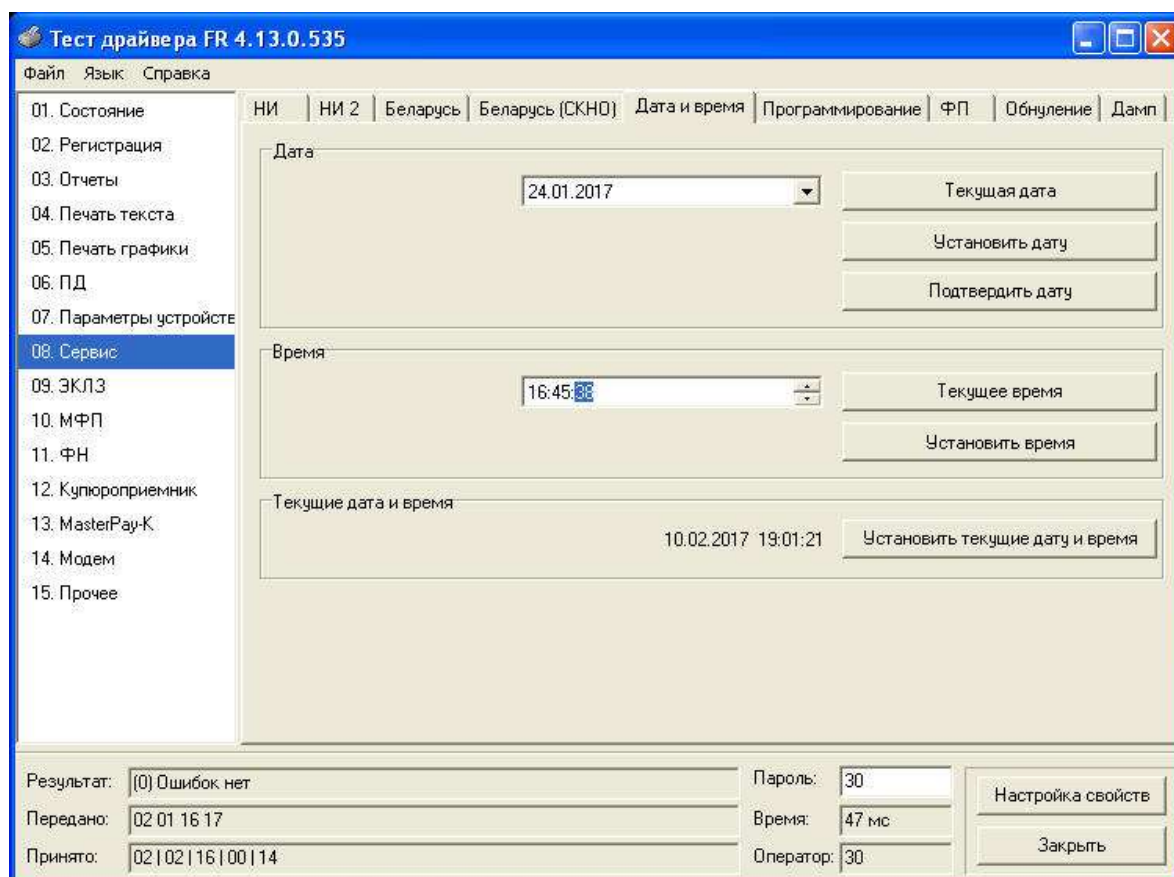 Тест драйвера FR 4.13.0.535
Файл Язык Справка
01. Состояние
02. Регистрация
03. Отчеты
04. Печать текста
05. Печать графики
06. ПД
07. Параметры устройств
08. Сервис
09. ЭКЛЗ
10. МФП
11. ФН
12. Купюроприемник
13. MasterPay-K
14. Модем
15. Прочее
НИ НИ 2 Беларусь Беларусь (СКНО) Дата и время Программирование ФП Обнуление Дамп
Дата
24.01.2017
Текущая дата
Установить дату
Подтвердить дату
Время
16:45:38
Текущее время
Установить время
Текущие дата и время
10.02.2017 19:01:21
Установить текущие дату и время
Результат: (0) Ошибок нет
Передано: 02 01 16 17
Принято: 02|02|16|00|14
Пароль: 30
Время: 47 мс
Оператор: 30
Настройка свойств
Закрыть